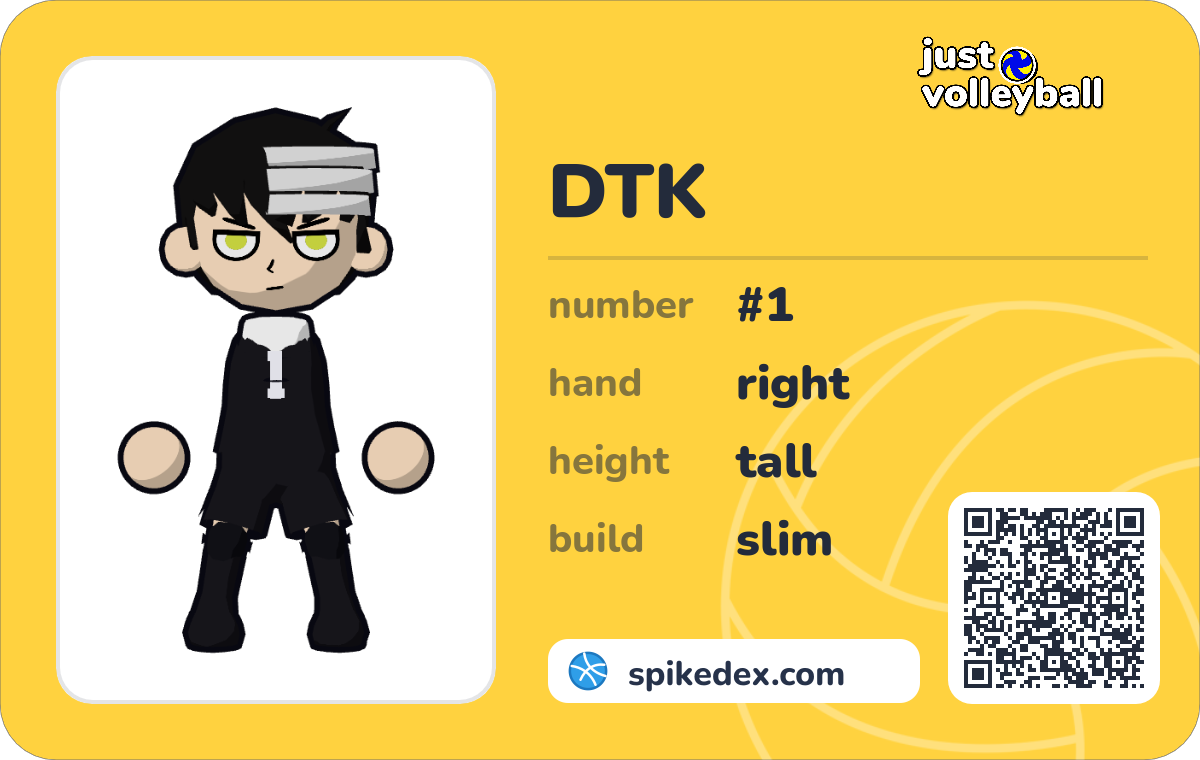 just
volleyball
DTK
number #1
hand right
height tall
build slim
spikedex.com